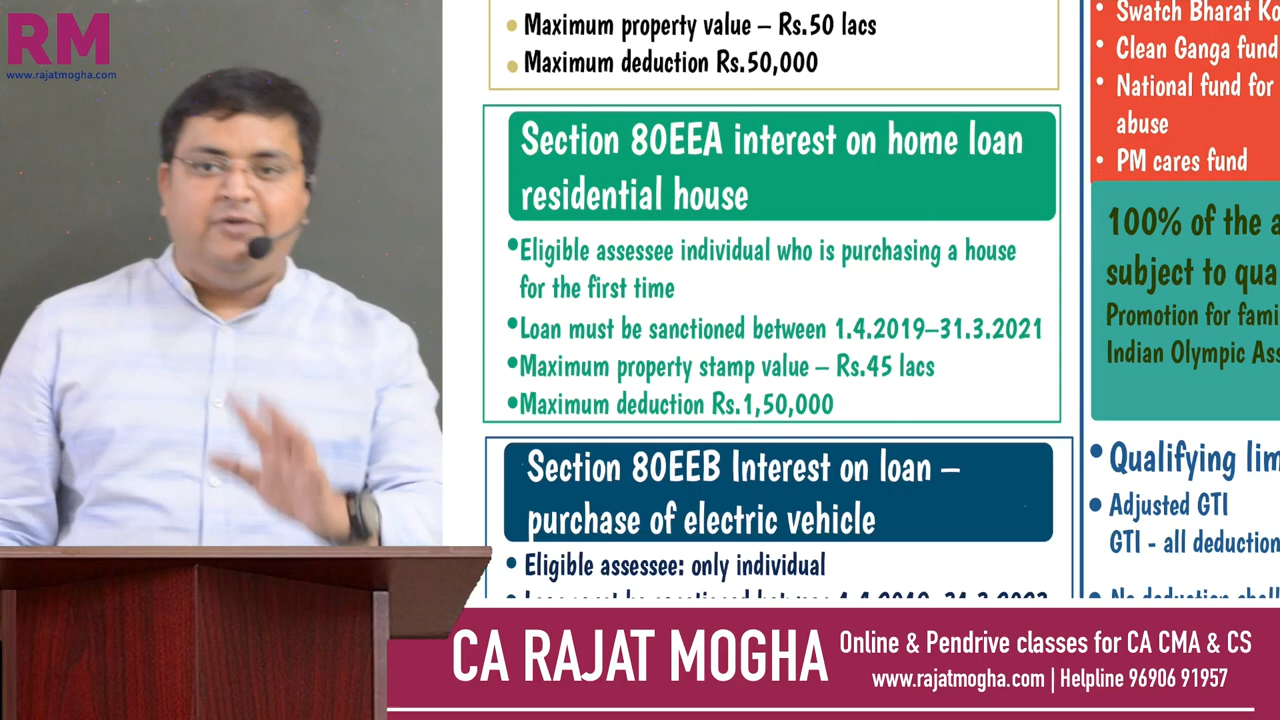 RM
www.rajatmogha.com
• Maximum property value – Rs.50 lacs
• Maximum deduction Rs.50,000
Section 80EEA interest on home loan
residential house
•Eligible assessee individual who is purchasing a house
for the first time
•Loan must be sanctioned between 1.4.2019–31.3.2021
•Maximum property stamp value – Rs.45 lacs
•Maximum deduction Rs.1,50,000
Section 80EEB Interest on loan –
purchase of electric vehicle
• Eligible assessee: only individual
• Swatch Bharat Ko
• Clean Ganga fund
• National fund for
abuse
• PM cares fund
100% of the a
subject to qua
Promotion for fami
Indian Olympic Ass
• Qualifying lim
• Adjusted GTI
GTI - all deduction
CA RAJAT MOGHA
Online & Pendrive classes for CA CMA & CS
www.rajatmogha.com | Helpline 96906 91957